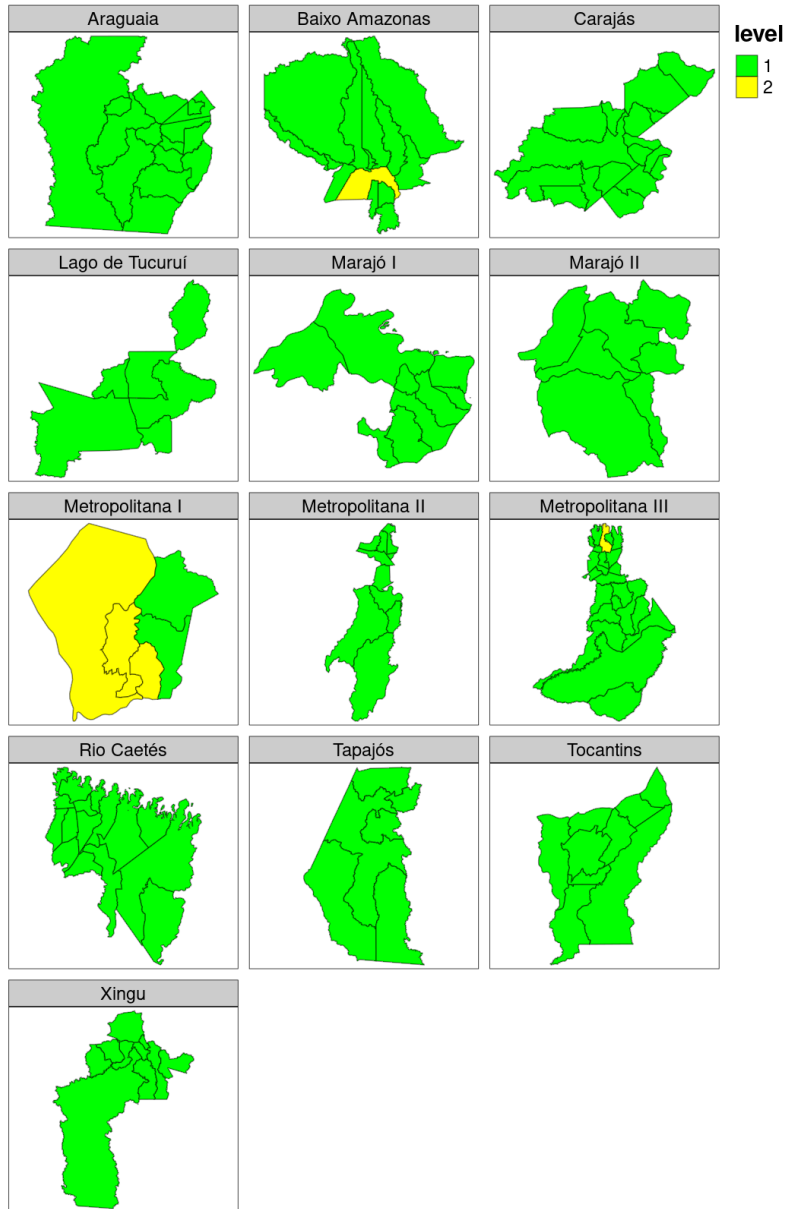 Araguaia
Baixo Amazonas
Carajás
level
1
2
Lago de Tucuruí
Marajó I
Marajó II
Metropolitana I
Metropolitana II
Metropolitana III
Rio Caetés
Tapajós
Tocantins
Xingu